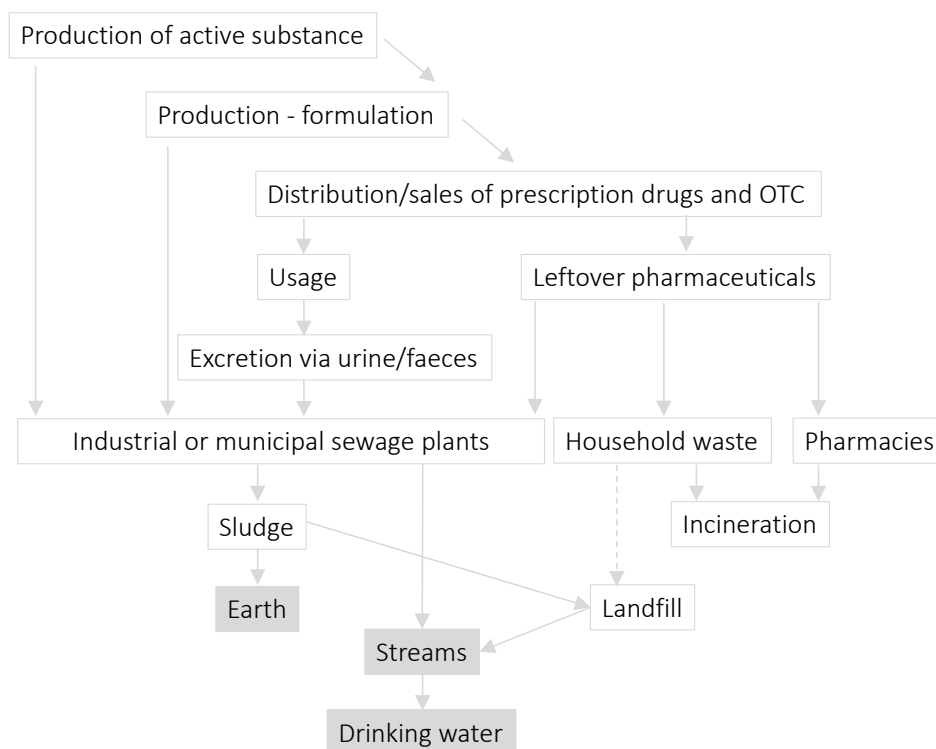 Production of active substance
Production - formulation
Distribution/sales of prescription drugs and OTC
Usage
Leftover pharmaceuticals
Excretion via urine/faeces
Industrial or municipal sewage plants
Household waste
Pharmacies
Sludge
Incineration
Earth
Landfill
Streams
Drinking water